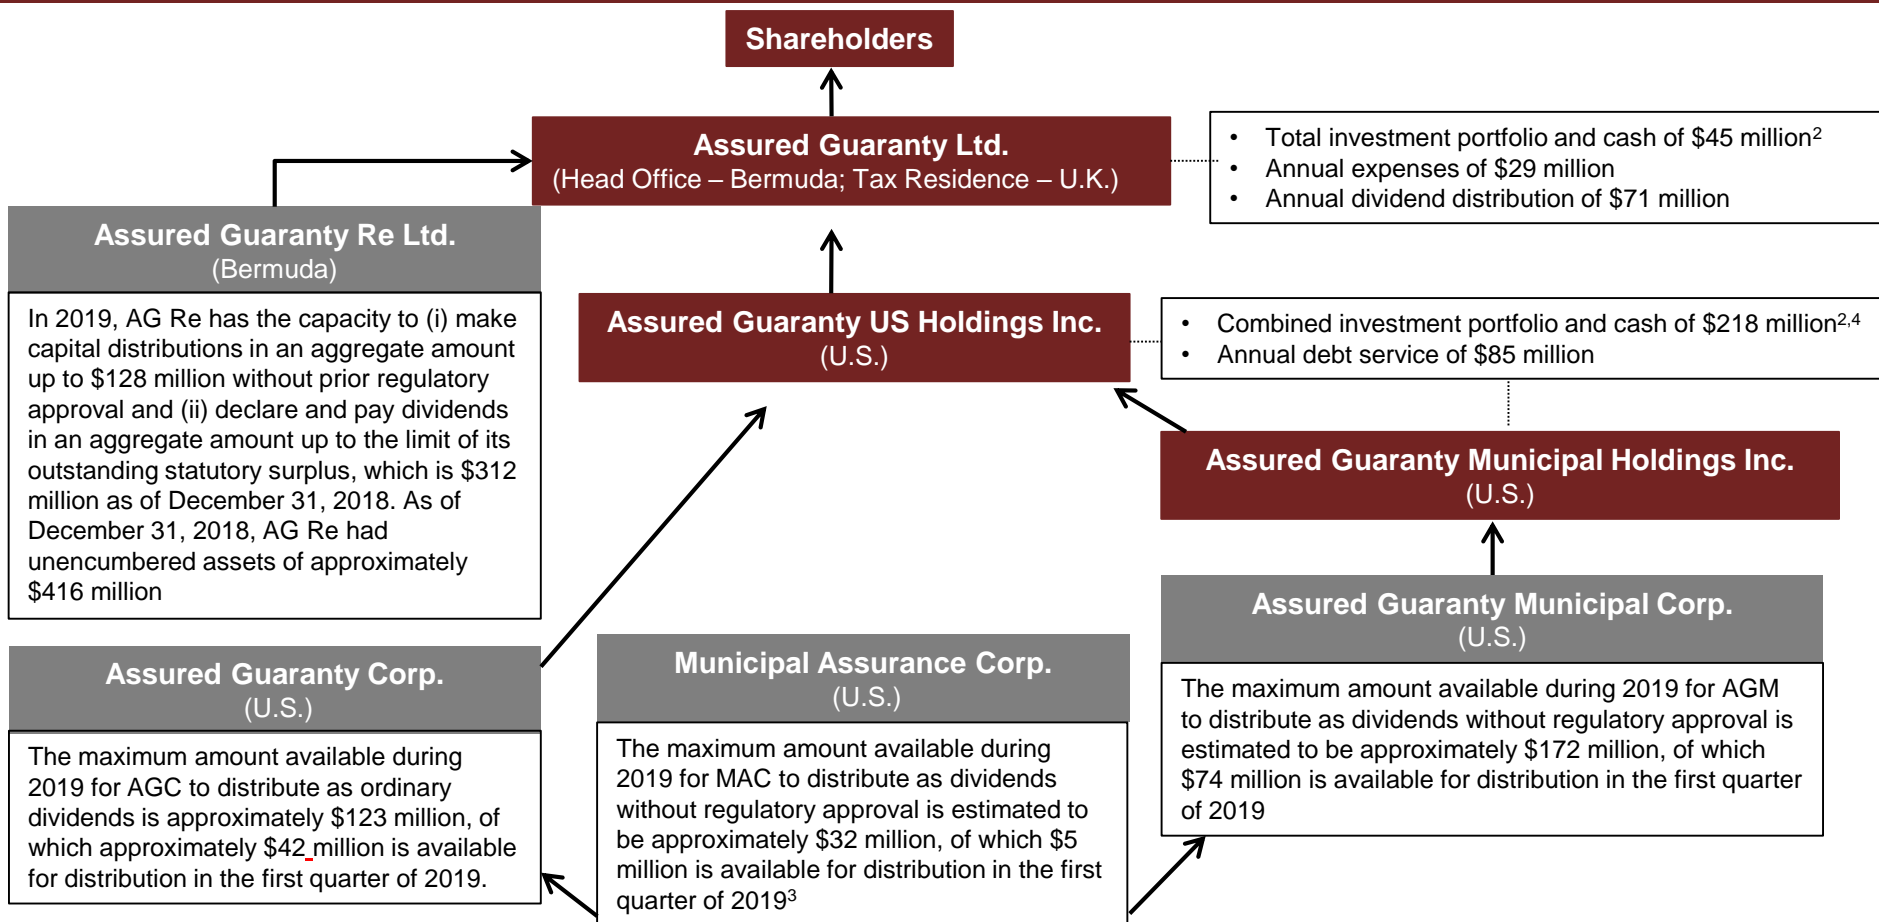 Shareholders
Assured Guaranty Ltd.
(Head Office – Bermuda; Tax Residence – U.K.)
• Total investment portfolio and cash of $45 million2
• Annual expenses of $29 million
• Annual dividend distribution of $71 million
Assured Guaranty Re Ltd.
(Bermuda)
In 2019, AG Re has the capacity to (i) make
capital distributions in an aggregate amount
up to $128 million without prior regulatory
approval and (ii) declare and pay dividends
in an aggregate amount up to the limit of its
outstanding statutory surplus, which is $312
million as of December 31, 2018. As of
December 31, 2018, AG Re had
unencumbered assets of approximately
$416 million
Assured Guaranty US Holdings Inc.
(U.S.)
• Combined investment portfolio and cash of $218 million2,4
• Annual debt service of $85 million
Assured Guaranty Municipal Holdings Inc.
(U.S.)
Assured Guaranty Corp.
(U.S.)
The maximum amount available during
2019 for AGC to distribute as ordinary
dividends is approximately $123 million, of
which approximately $42 million is available
for distribution in the first quarter of 2019.
Municipal Assurance Corp.
(U.S.)
The maximum amount available during
2019 for MAC to distribute as dividends
without regulatory approval is estimated to
be approximately $32 million, of which $5
million is available for distribution in the first
quarter of 20193
Assured Guaranty Municipal Corp.
(U.S.)
The maximum amount available during 2019 for AGM
to distribute as dividends without regulatory approval is
estimated to be approximately $172 million, of which
$74 million is available for distribution in the first quarter
of 2019